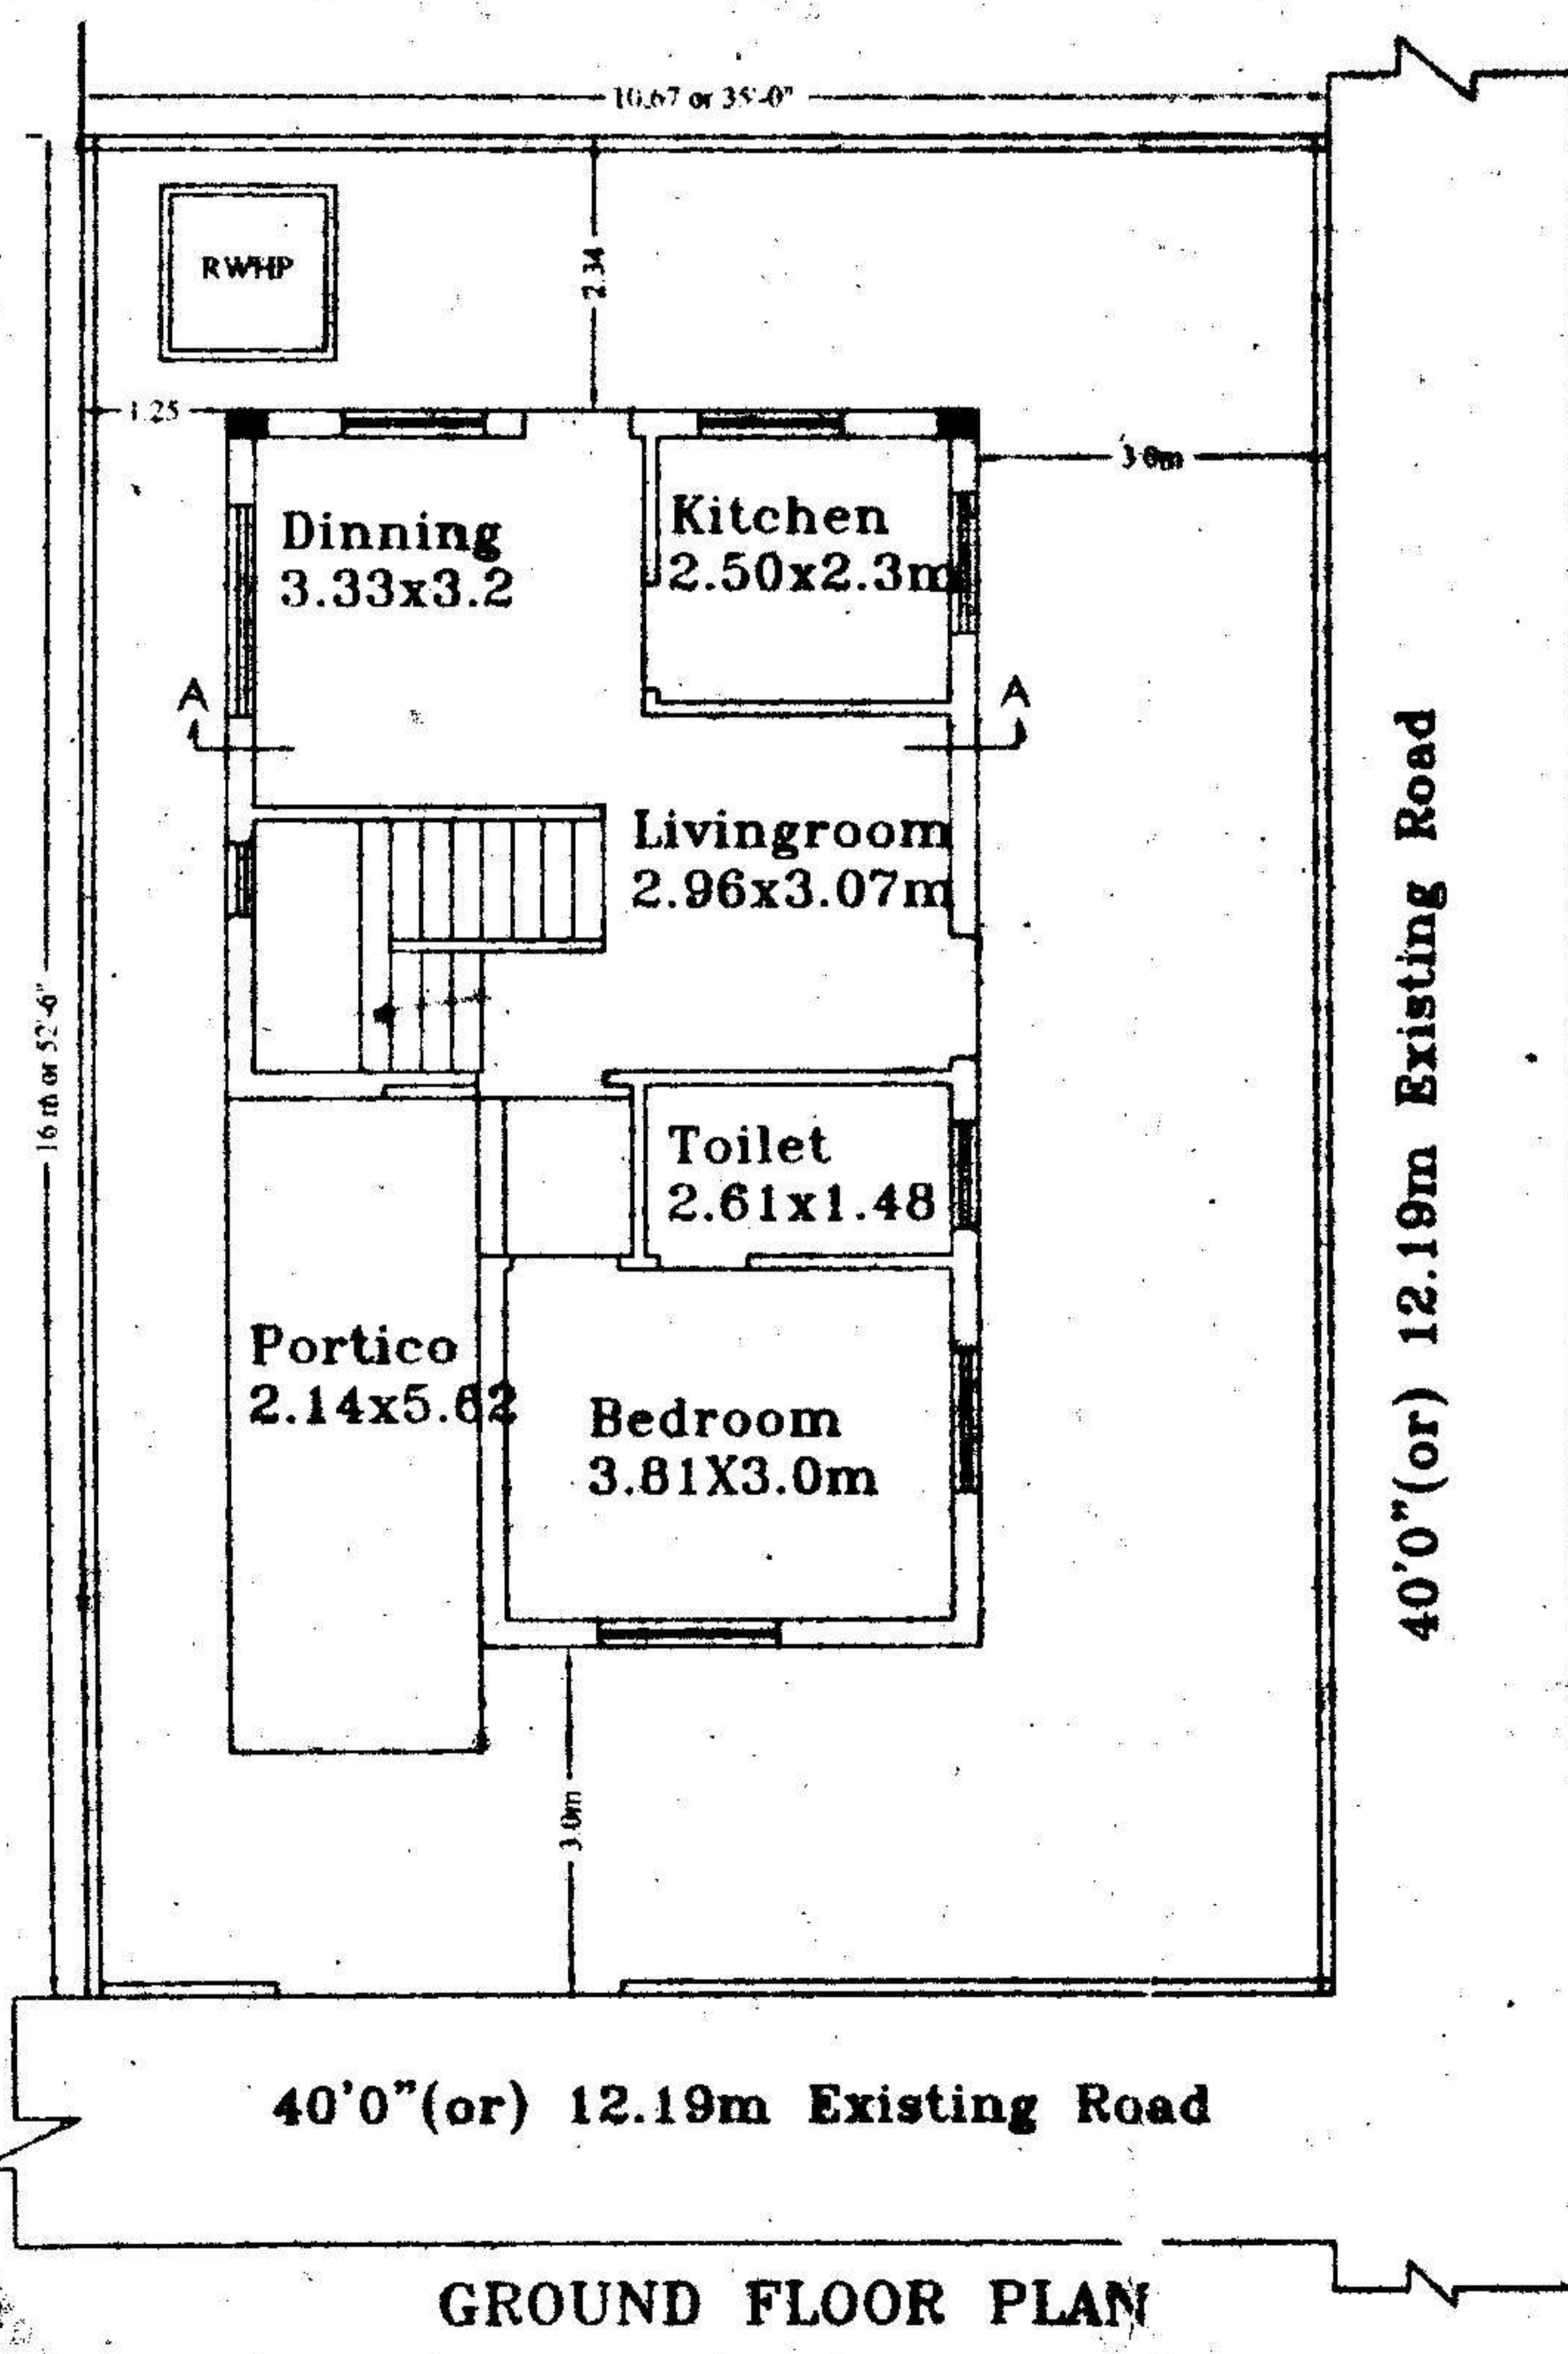 10.67 or 35'-0"
RWHP
2.34
1.25
3.0m
Dinning
3.33x3.2
Kitchen
2.50x2.3m
A
A
Livingroom
2.96x3.07m
16 m or 52'-6"
Toilet
2.61x1.48
Portico
2.14x5.62
Bedroom
3.81X3.0m
3.0m
40'0"(or) 12.19m Existing Road
40'0"(or) 12.19m Existing Road
GROUND FLOOR PLAN